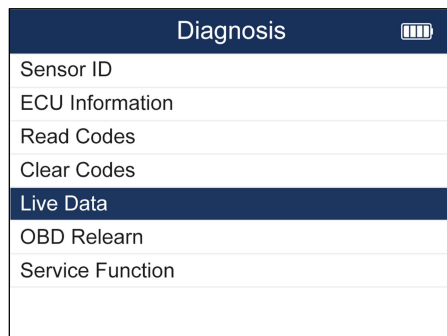 Diagnosis
Sensor ID
ECU Information
Read Codes
Clear Codes
Live Data
OBD Relearn
Service Function